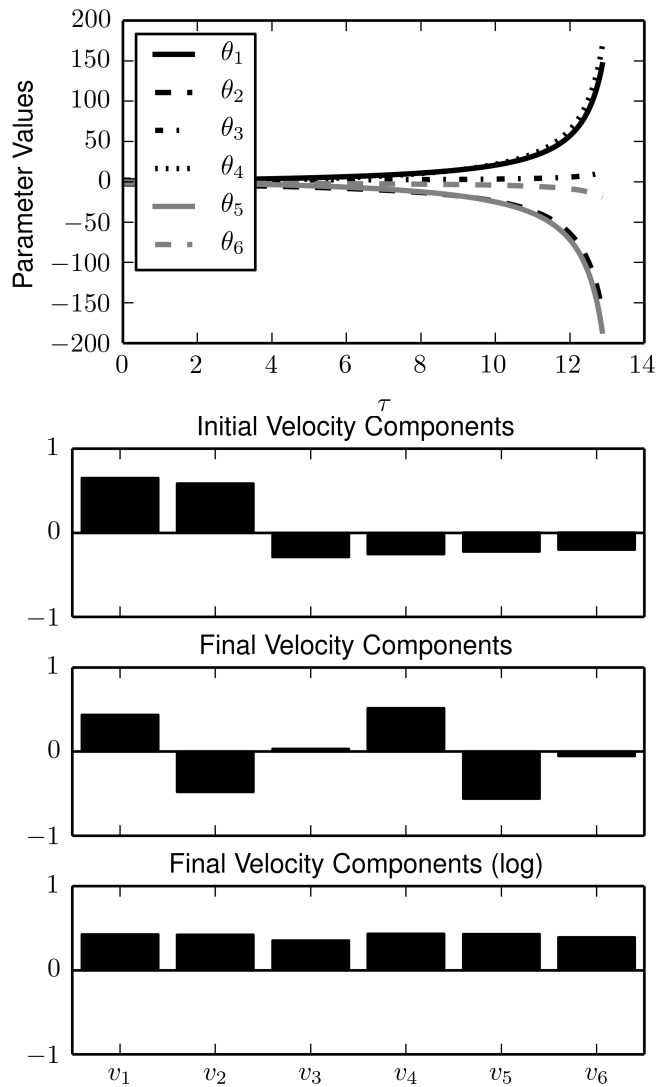 200
150
100
50
0
−50
−100
−150
−200
Parameter Values
θ1
θ2
θ3
θ4
θ5
θ6
0 2 4 6 8 10 12 14
τ
Initial Velocity Components
1
0
−1
Final Velocity Components
1
0
−1
Final Velocity Components (log)
1
0
−1
v1 v2 v3 v4 v5 v6